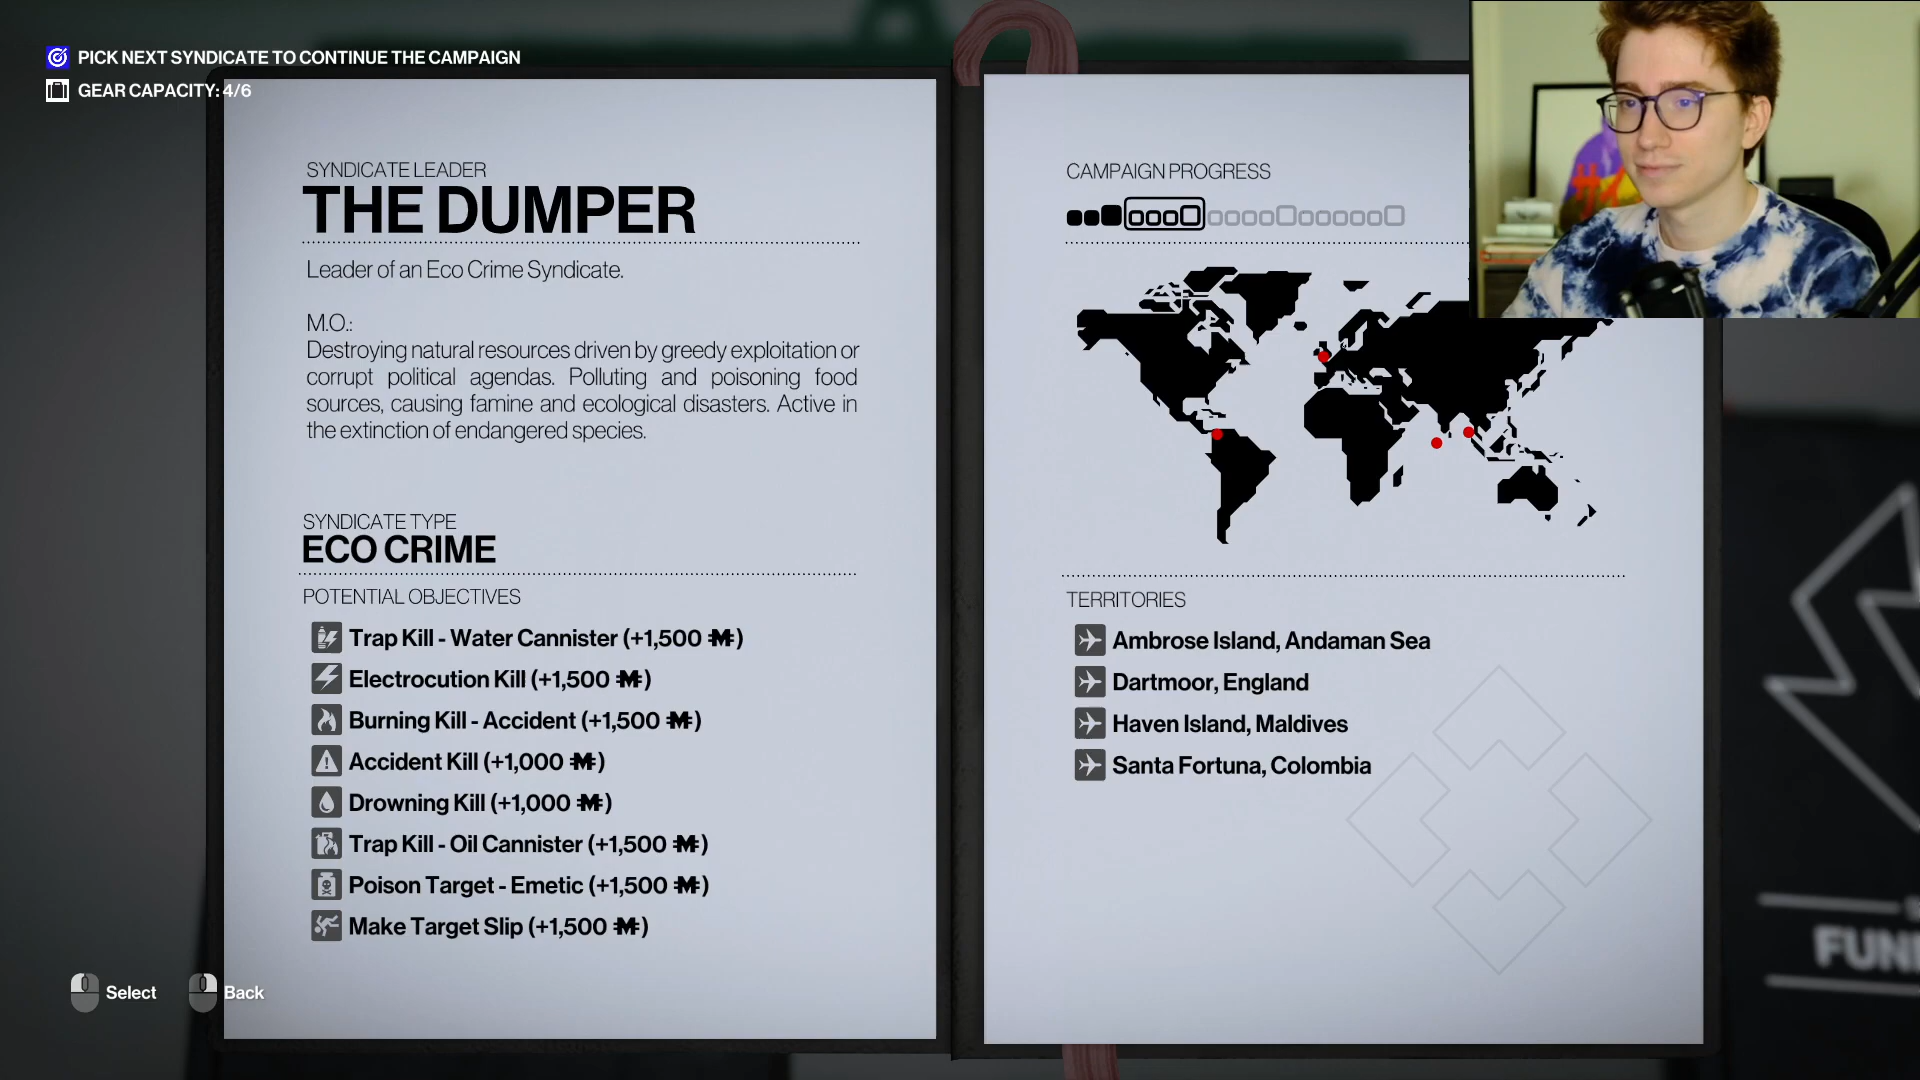 PICK NEXT SYNDICATE TO CONTINUE THE CAMPAIGN
GEAR CAPACITY: 4/6
SYNDICATE LEADER
THE DUMPER
Leader of an Eco Crime Syndicate.
M.O.:
Destroying natural resources driven by greedy exploitation or
corrupt political agendas. Polluting and poisoning food
sources, causing famine and ecological disasters. Active in
the extinction of endangered species.
SYNDICATE TYPE
ECO CRIME
POTENTIAL OBJECTIVES
Trap Kill - Water Cannister (+1,500 M)
Electrocution Kill (+1,500 M)
Burning Kill - Accident (+1,500 M)
Accident Kill (+1,000 M)
Drowning Kill (+1,000 M)
Trap Kill - Oil Cannister (+1,500 M)
Poison Target - Emetic (+1,500 M)
Make Target Slip (+1,500 M)
Select
Back
CAMPAIGN PROGRESS
TERRITORIES
Ambrose Island, Andaman Sea
Dartmoor, England
Haven Island, Maldives
Santa Fortuna, Colombia